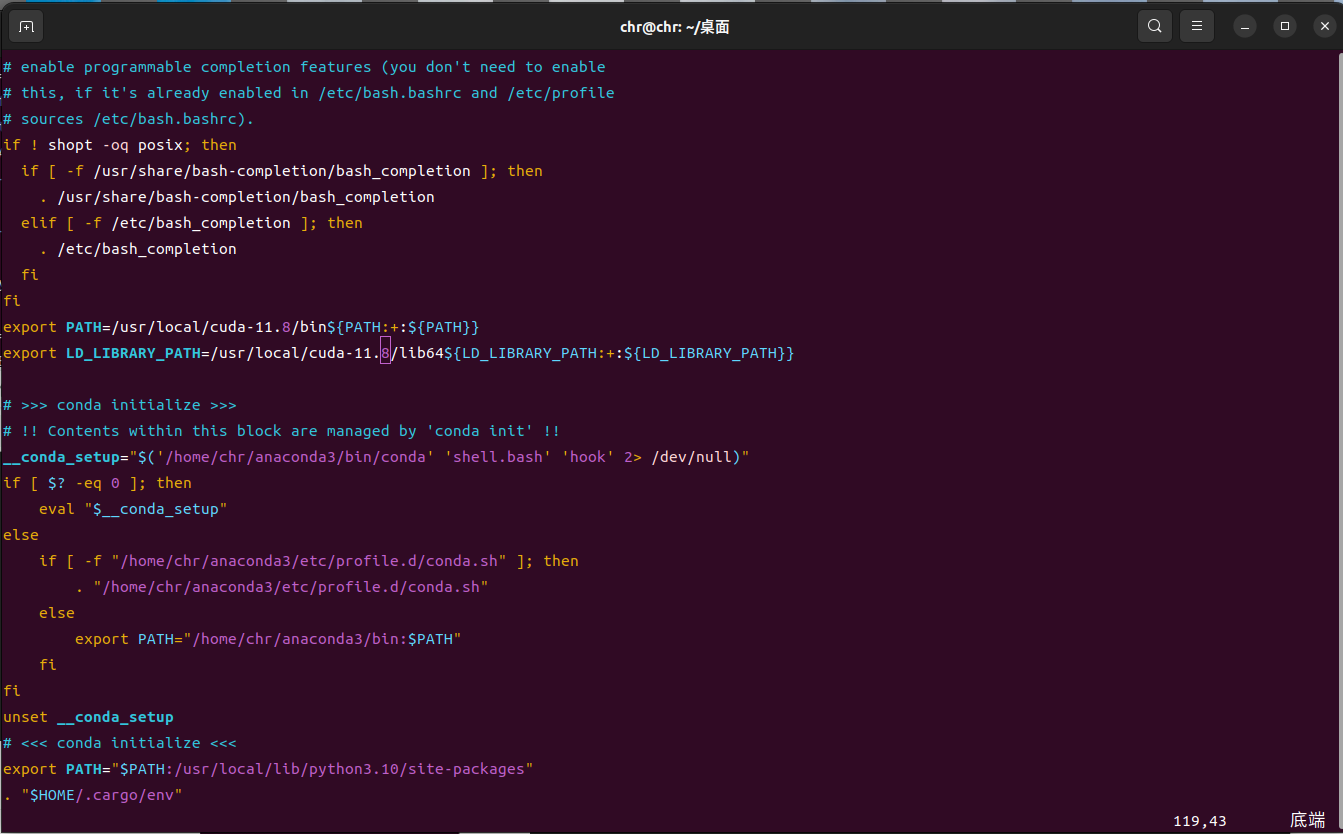 chr@chr: ~/桌面
# enable programmable completion features (you don't need to enable
# this, if it's already enabled in /etc/bash.bashrc and /etc/profile
# sources /etc/bash.bashrc).
if ! shopt -oq posix; then
  if [ -f /usr/share/bash-completion/bash_completion ]; then
    . /usr/share/bash-completion/bash_completion
  elif [ -f /etc/bash_completion ]; then
    . /etc/bash_completion
  fi
fi
export PATH=/usr/local/cuda-11.8/bin${PATH:+:${PATH}}
export LD_LIBRARY_PATH=/usr/local/cuda-11.8/lib64${LD_LIBRARY_PATH:+:${LD_LIBRARY_PATH}}
# >>> conda initialize >>>
# !! Contents within this block are managed by 'conda init' !!
__conda_setup="$('/home/chr/anaconda3/bin/conda' 'shell.bash' 'hook' 2> /dev/null)"
if [ $? -eq 0 ]; then
    eval "$__conda_setup"
else
    if [ -f "/home/chr/anaconda3/etc/profile.d/conda.sh" ]; then
        . "/home/chr/anaconda3/etc/profile.d/conda.sh"
    else
        export PATH="/home/chr/anaconda3/bin:$PATH"
    fi
fi
unset __conda_setup
# <<< conda initialize <<<
export PATH="$PATH:/usr/local/lib/python3.10/site-packages"
. "$HOME/.cargo/env"
119,43 底端